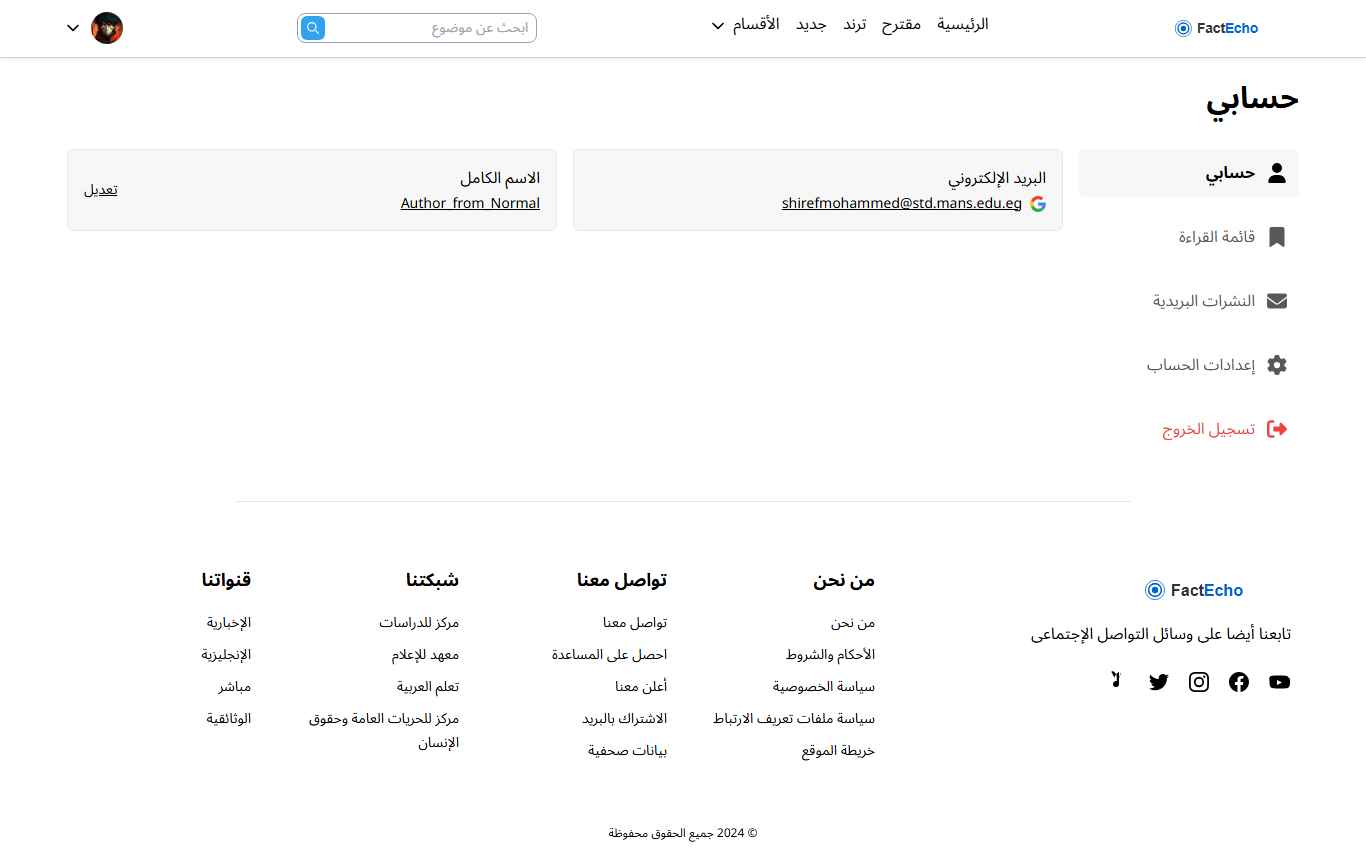 FactEcho
الرئيسية
مقترح
ترند
جديد
الأقسام
ابحث عن موضوع
حسابي
حسابي
قائمة القراءة
النشرات البريدية
إعدادات الحساب
تسجيل الخروج
البريد الإلكتروني
shirefmohammed@std.mans.edu.eg
الاسم الكامل
Author_from_Normal
تعديل
FactEcho
تابعنا أيضا على وسائل التواصل الإجتماعى
من نحن
من نحن
الأحكام والشروط
سياسة الخصوصية
سياسة ملفات تعريف الارتباط
خريطة الموقع
تواصل معنا
تواصل معنا
احصل على المساعدة
أعلن معنا
الاشتراك بالبريد
بيانات صحفية
شبكتنا
مركز للدراسات
معهد للإعلام
تعلم العربية
مركز للحريات العامة وحقوق
الإنسان
قنواتنا
الإخبارية
الإنجليزية
مباشر
الوثائقية
© 2024 جميع الحقوق محفوظة